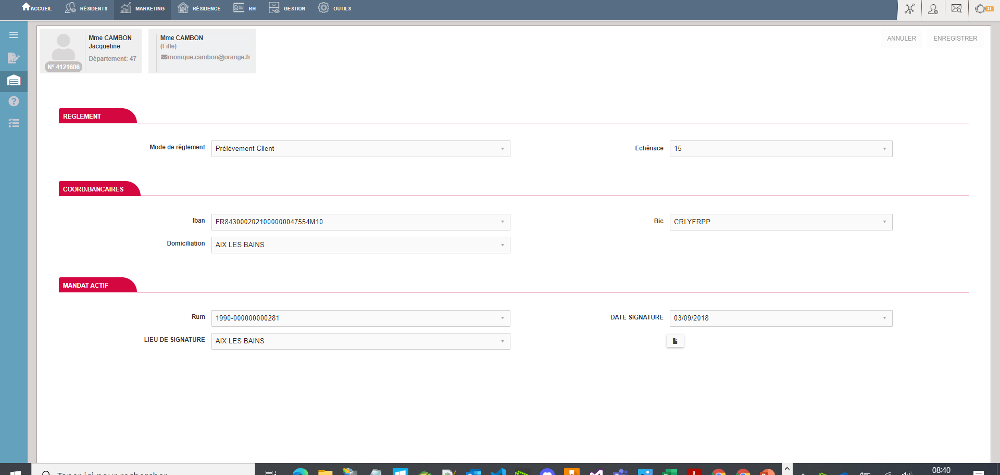 ACCUEIL RÉSIDENTS MARKETING RÉSIDENCE RH GESTION OUTILS 31
Mme CAMBON
Jacqueline
Département: 47
N° 4121606
Mme CAMBON
(Fille)
monique.cambon@orange.fr
ANNULER ENREGISTRER
REGLEMENT
Mode de réglement Prélévement Client Echénace 15
COORD.BANCAIRES
Iban FR8430002021000000047554M10 Bic CRLYFRPP
Domiciliation AIX LES BAINS
MANDAT ACTIF
Rum 1990-000000000281 DATE SIGNATURE 03/09/2018
LIEU DE SIGNATURE AIX LES BAINS
Taper ici pour rechercher 08:40